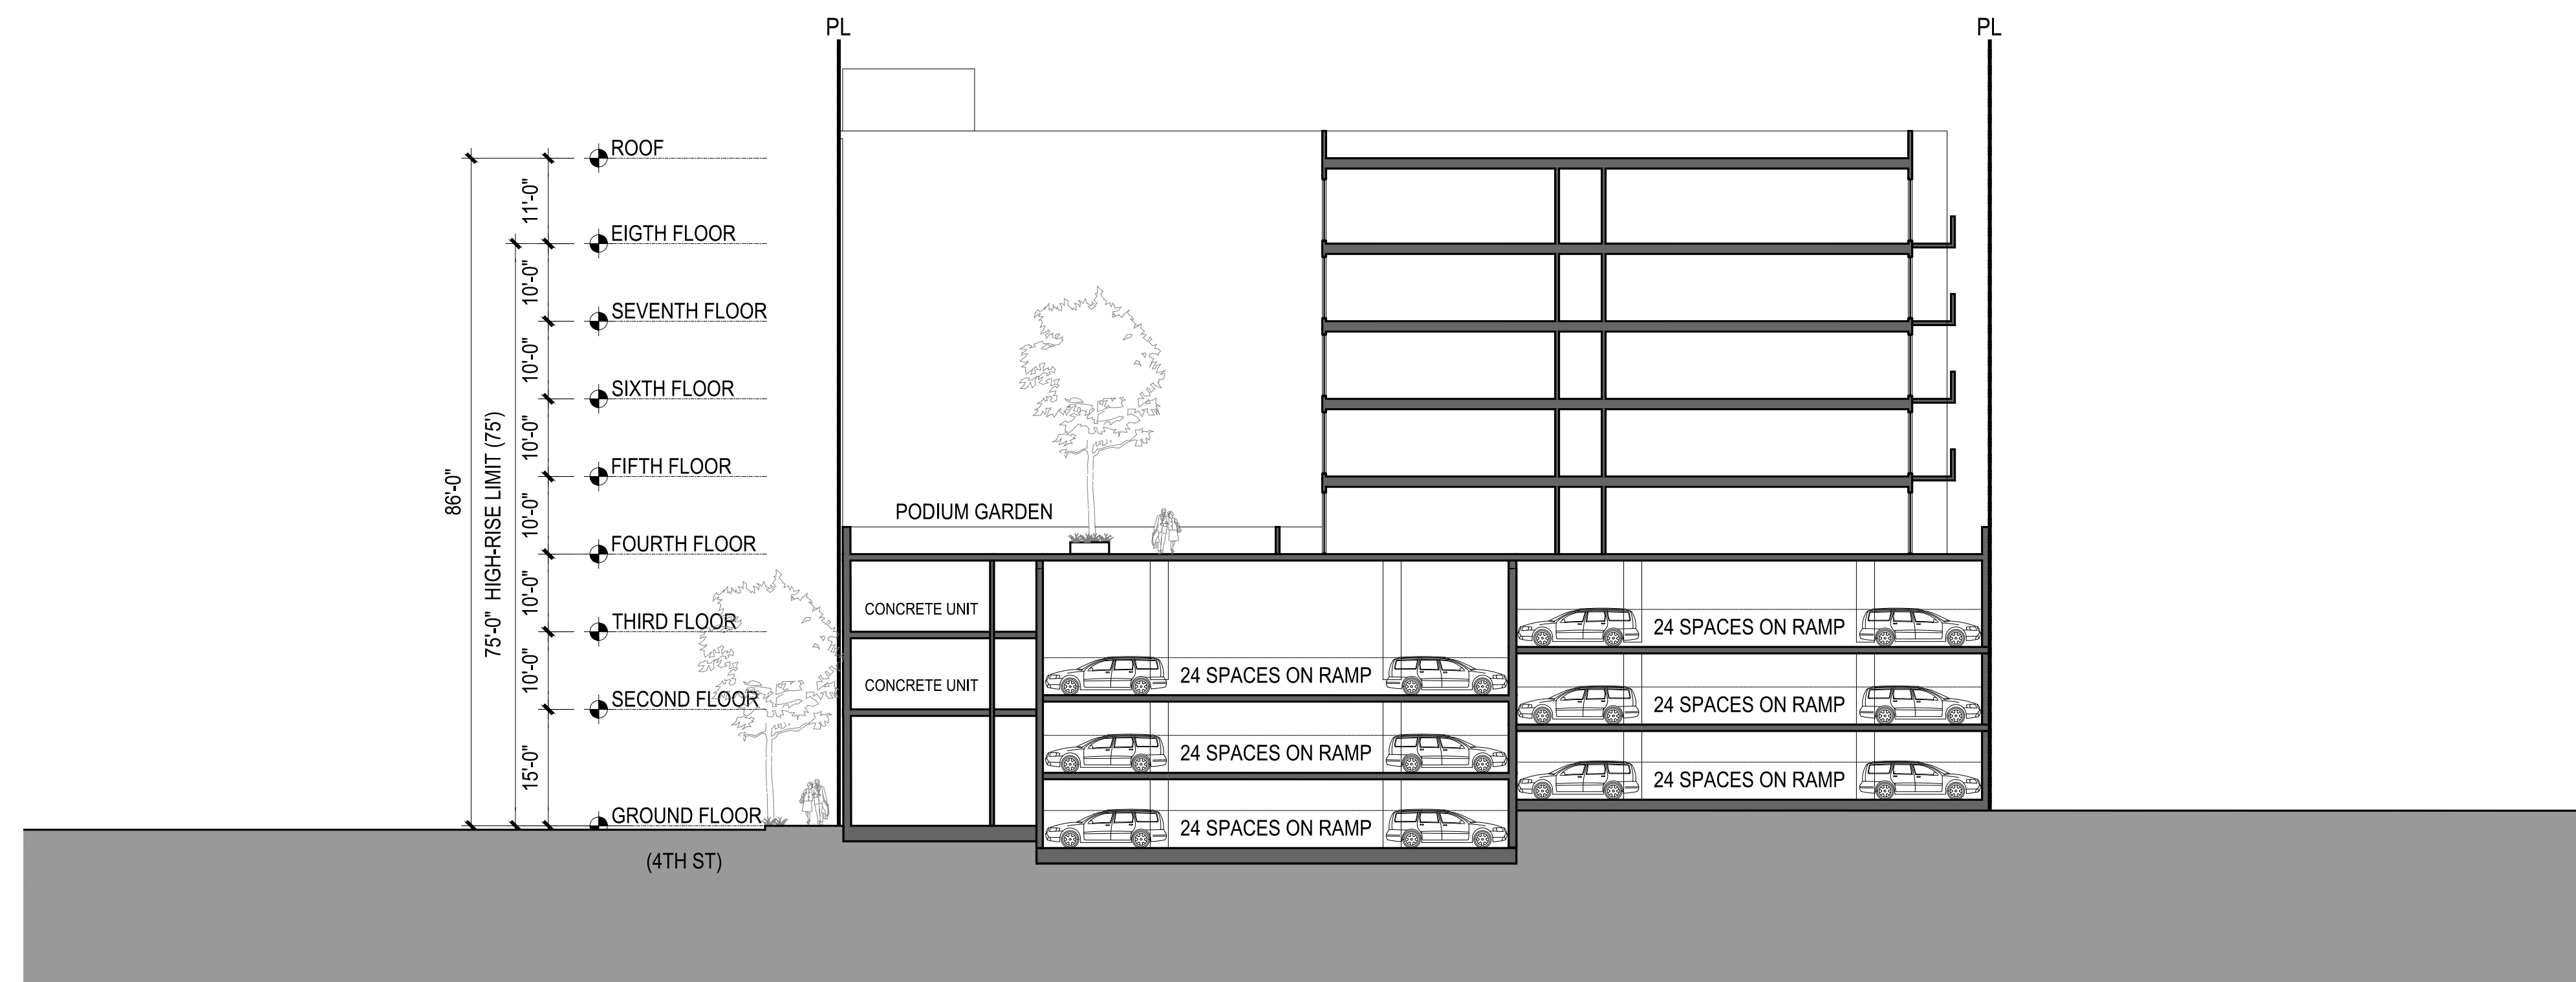 PL
PL
ROOF
11'-0"
EIGTH FLOOR
10'-0"
SEVENTH FLOOR
10'-0"
SIXTH FLOOR
10'-0"
FIFTH FLOOR
10'-0"
FOURTH FLOOR
10'-0"
THIRD FLOOR
10'-0"
SECOND FLOOR
15'-0"
GROUND FLOOR
(4TH ST)
86'-0"
75'-0" HIGH-RISE LIMIT (75')
PODIUM GARDEN
CONCRETE UNIT
CONCRETE UNIT
24 SPACES ON RAMP
24 SPACES ON RAMP
24 SPACES ON RAMP
24 SPACES ON RAMP
24 SPACES ON RAMP
24 SPACES ON RAMP